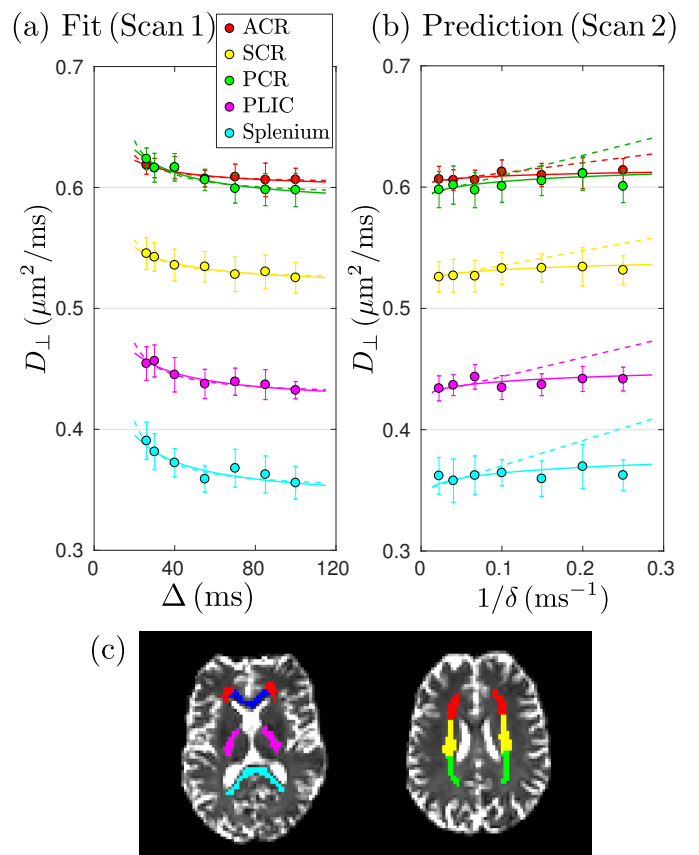 (a) Fit (Scan 1)
ACR
SCR
PCR
PLIC
Splenium
0.7
0.6
0.5
0.4
0.3
D⊥ (μm²/ms)
0 40 80 120
Δ (ms)
(b) Prediction (Scan 2)
0.7
0.6
0.5
0.4
0.3
D⊥ (μm²/ms)
0 0.1 0.2 0.3
1/δ (ms⁻¹)
(c)